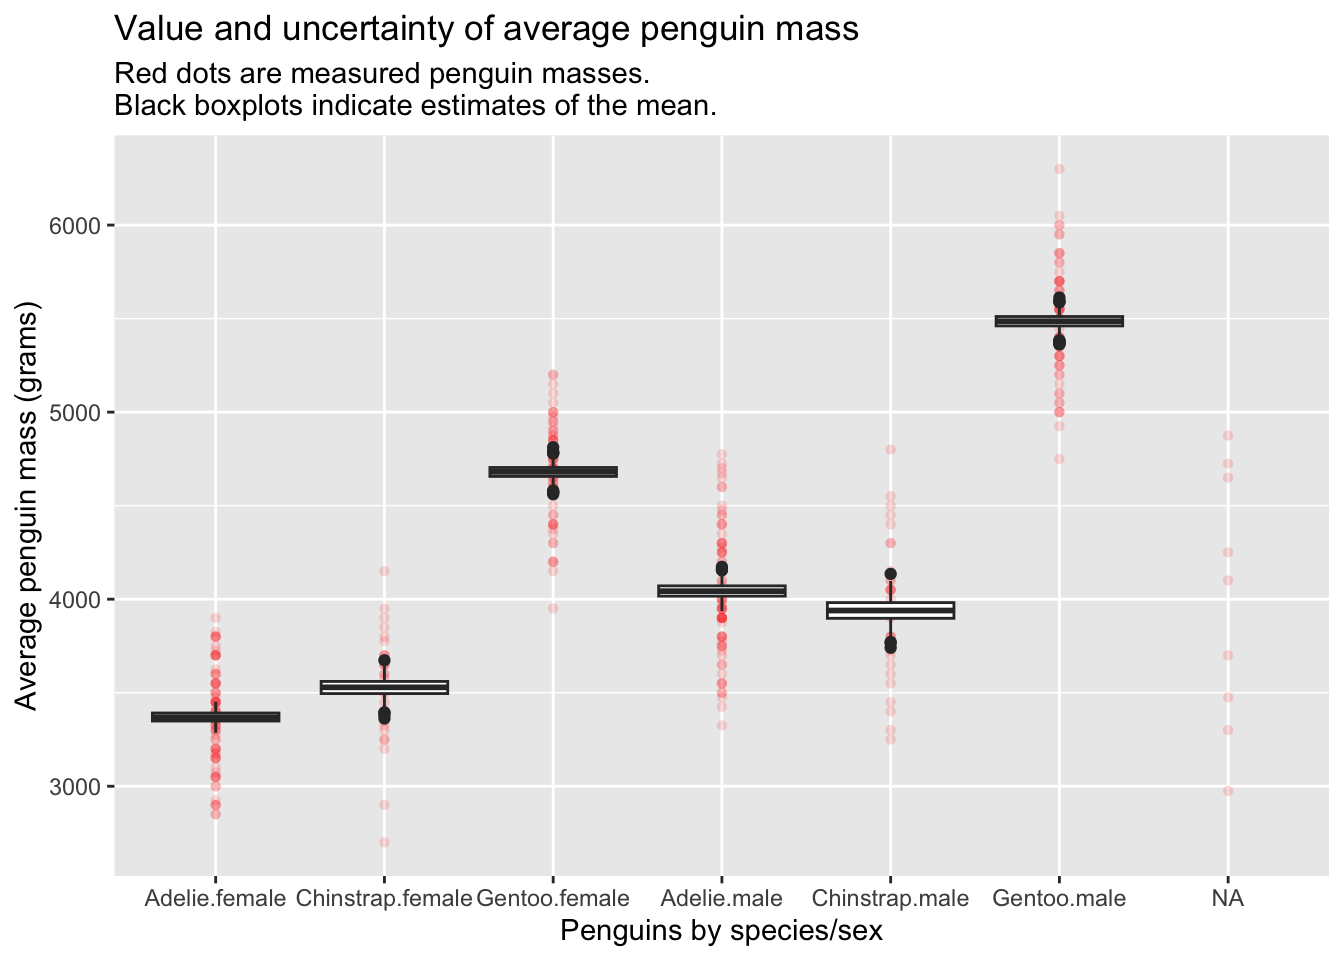 Value and uncertainty of average penguin mass
Red dots are measured penguin masses.
Black boxplots indicate estimates of the mean.
Average penguin mass (grams)
6000
5000
4000
3000
Adelie.female Chinstrap.female Gentoo.female Adelie.male Chinstrap.male Gentoo.male NA
Penguins by species/sex